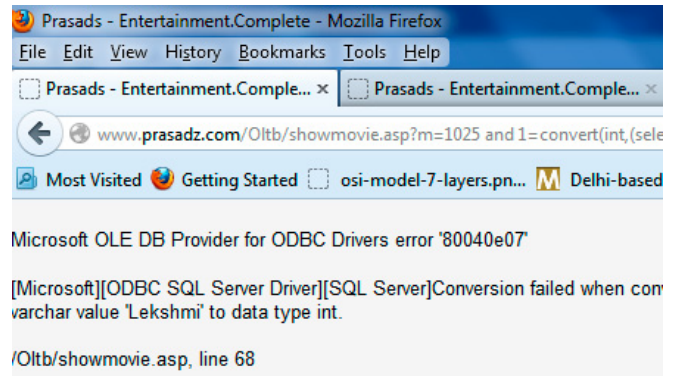 Prasads - Entertainment.Complete - Mozilla Firefox
File Edit View History Bookmarks Tools Help
Prasads - Entertainment.Comple... × Prasads - Entertainment.Comple... ×
www.prasadz.com/Oltb/showmovie.asp?m=1025 and 1=convert(int,(sele
Most Visited Getting Started osi-model-7-layers.pn... M Delhi-based
Microsoft OLE DB Provider for ODBC Drivers error '80040e07'
[Microsoft][ODBC SQL Server Driver][SQL Server]Conversion failed when con
varchar value 'Lekshmi' to data type int.
/Oltb/showmovie.asp, line 68